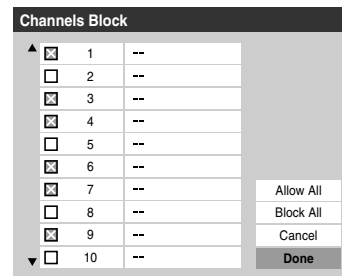 Channels Block
1 --
2 --
3 --
4 --
5 --
6 --
7 -- Allow All
8 -- Block All
9 -- Cancel
10 -- Done